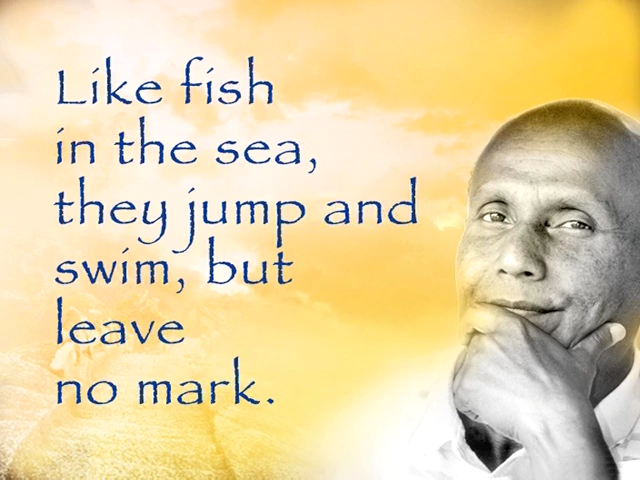 Like fish
in the sea,
they jump and
swim, but
leave
no mark.